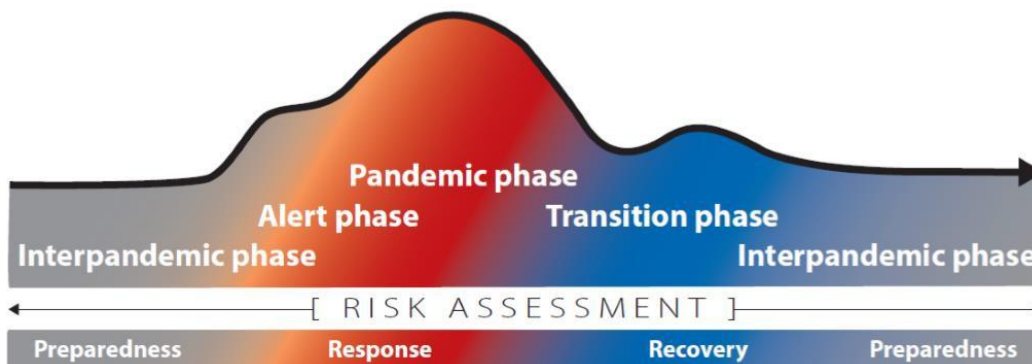 Pandemic phase
Alert phase Transition phase
Interpandemic phase Interpandemic phase
[ RISK ASSESSMENT ]
Preparedness Response Recovery Preparedness